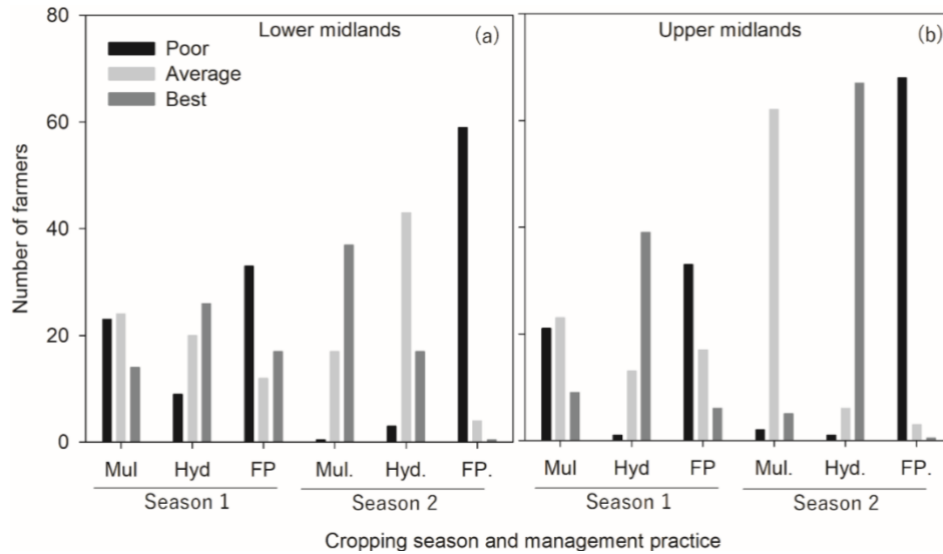 Lower midlands (a)
Upper midlands (b)
Poor
Average
Best
Number of farmers
80
60
40
20
0
Mul Hyd FP Mul. Hyd. FP.
Mul Hyd FP Mul. Hyd. FP.
Season 1 Season 2
Season 1 Season 2
Cropping season and management practice